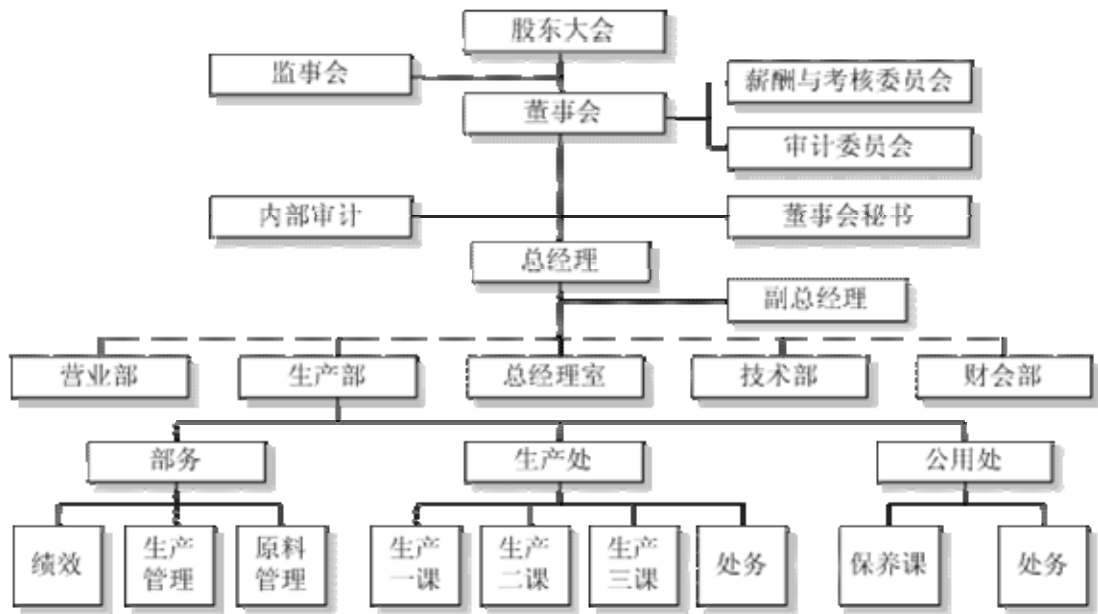 股东大会
监事会
薪酬与考核委员会
董事会
审计委员会
内部审计
董事会秘书
总经理
副总经理
营业部
生产部
总经理室
技术部
财会部
部务
生产处
公用处
绩效
生产
管理
原料
管理
生产
一课
生产
二课
生产
三课
处务
保养课
处务